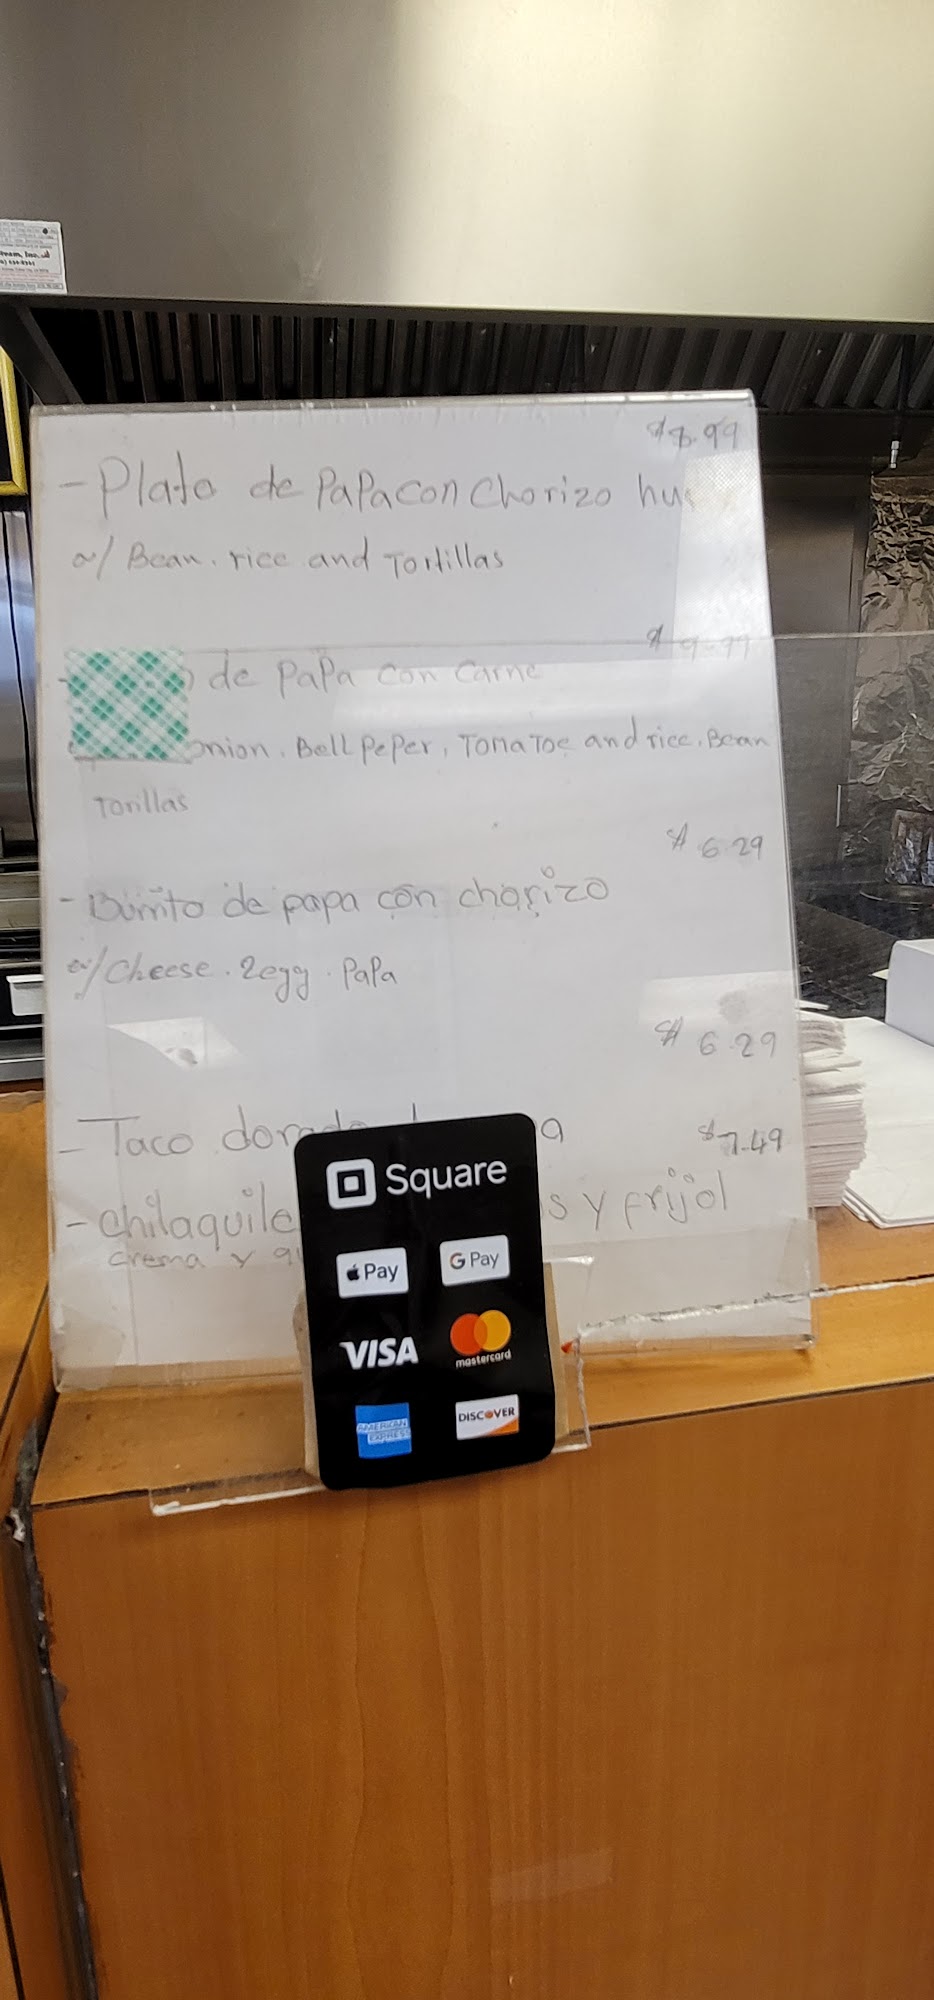 $8.99
- Plato de PaPa con Chorizo
w/ Bean. rice and Tortillas
$ 9.99
de PaPa con Carne
onion. Bell PePer, TomaToe and rice. Bean
Torillas
$ 6.29
- Burrito de papa con chorizo
w/ Cheese. 2egg. PaPa
$ 6.29
- Taco
$7.49
- chilaquile s y frijol
crema y
Square
Pay
G Pay
VISA
mastercard
AMERICAN
EXPRESS
DISCOVER